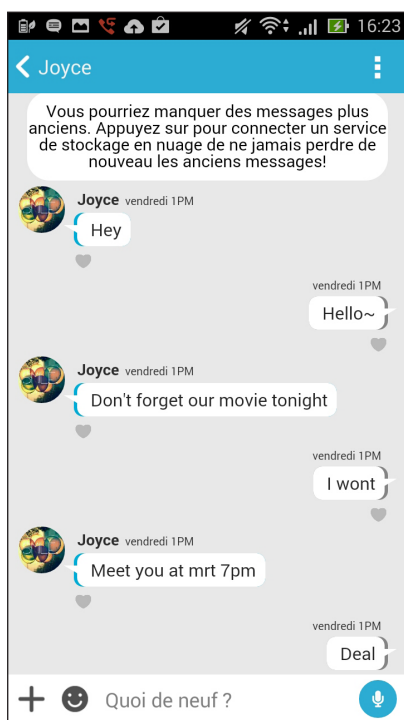 16:23
Joyce
Vous pourriez manquer des messages plus
anciens. Appuyez sur pour connecter un service
de stockage en nuage de ne jamais perdre de
nouveau les anciens messages!
Joyce vendredi 1PM
Hey
vendredi 1PM
Hello~
Joyce vendredi 1PM
Don't forget our movie tonight
vendredi 1PM
I wont
Joyce vendredi 1PM
Meet you at mrt 7pm
vendredi 1PM
Deal
Quoi de neuf ?